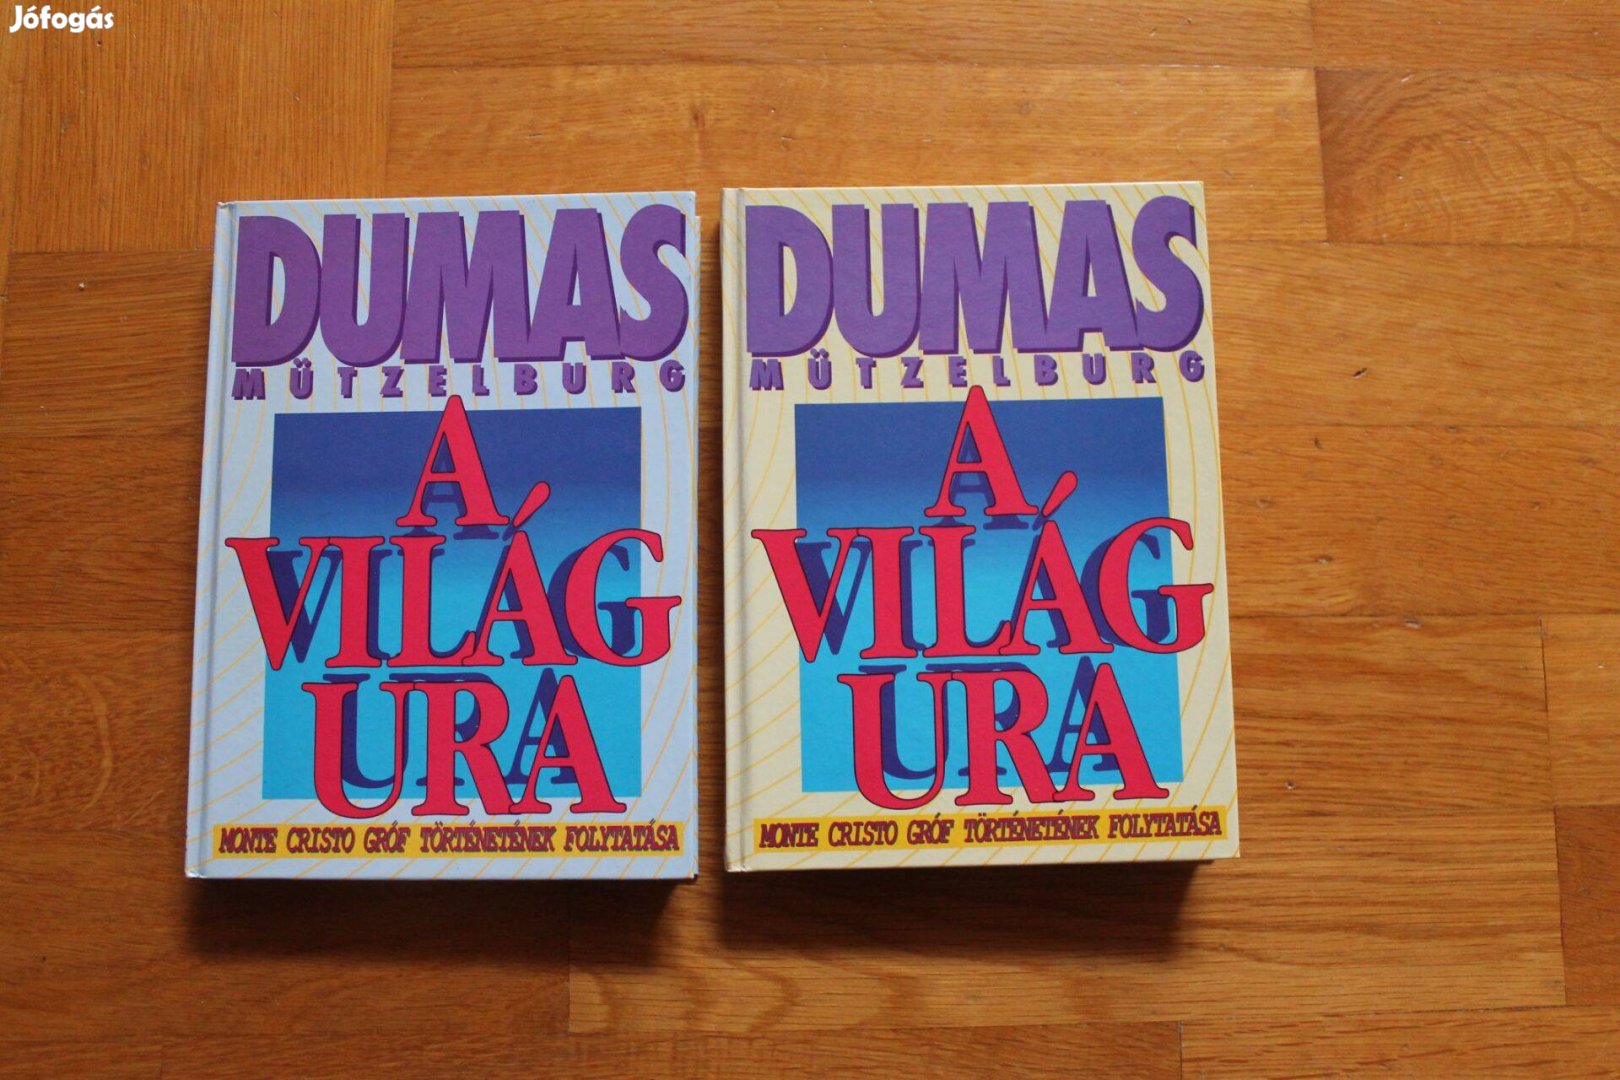 Jófogás
DUMAS
MÜTZELBURG
A
VILÁG
URA
MONTE CRISTO GRÓF TÖRTÉNETÉNEK FOLYTATÁSA
DUMAS
MÜTZELBURG
A
VILÁG
URA
MONTE CRISTO GRÓF TÖRTÉNETÉNEK FOLYTATÁSA